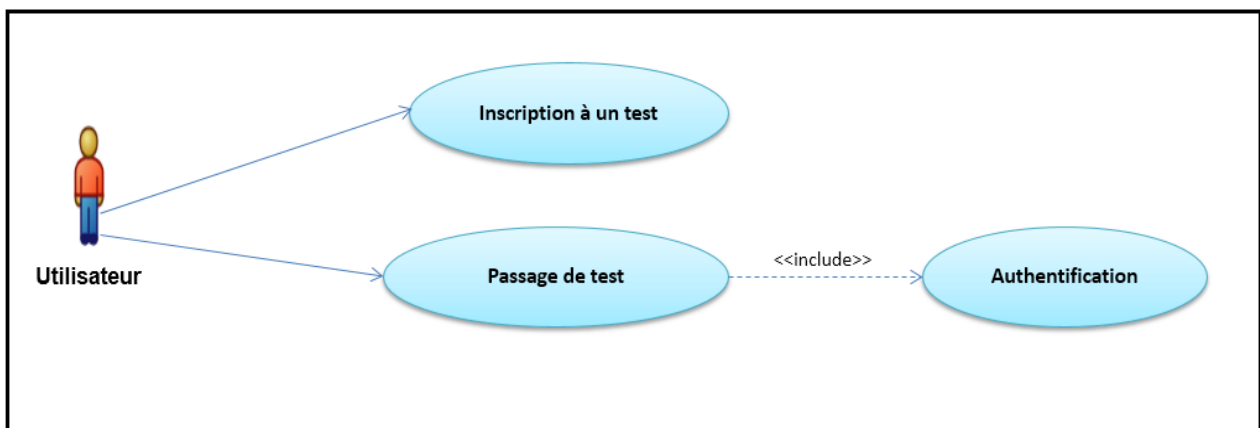 Inscription à un test
Utilisateur
Passage de test
<<include>>
Authentification